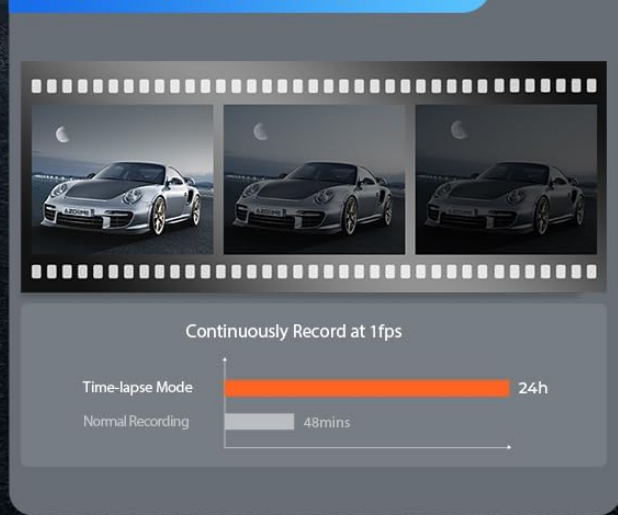 Continuously Record at 1fps
Time-lapse Mode
24h
Normal Recording
48mins